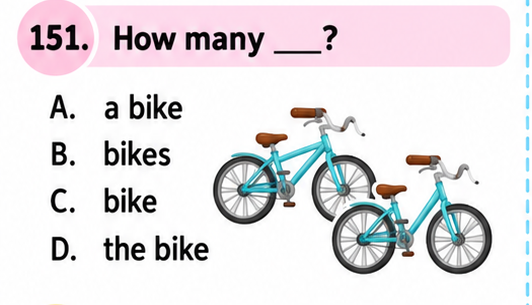 151. How many ___?
A. a bike
B. bikes
C. bike
D. the bike